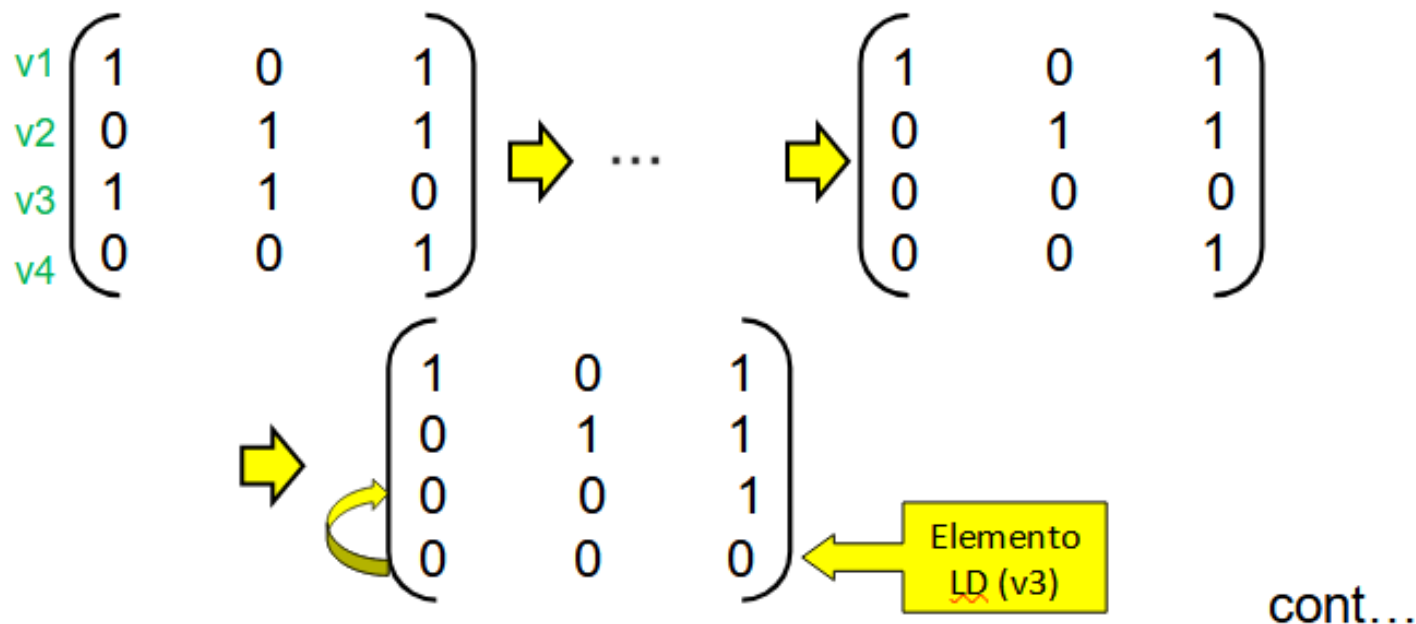 v1 1 0 1
v2 0 1 1
v3 1 1 0
v4 0 0 1
...
1 0 1
0 1 1
0 0 0
0 0 1
1 0 1
0 1 1
0 0 1
0 0 0
Elemento
LD (v3)
cont...